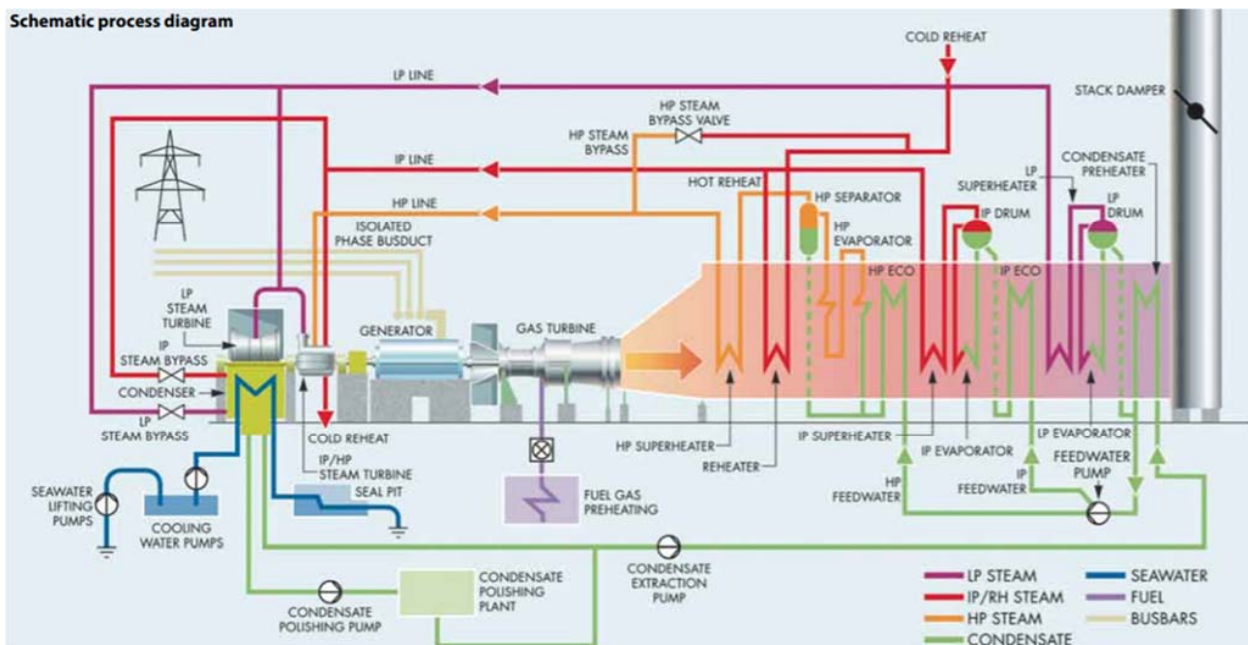 Schematic process diagram
COLD REHEAT
LP LINE
STACK DAMPER
HP STEAM
BYPASS VALVE
HP STEAM
BYPASS
CONDENSATE
PREHEATER
IP LINE
LP
SUPERHEATER
HOT REHEAT
HP SEPARATOR
IP DRUM
LP
DRUM
HP LINE
ISOLATED
PHASE BUSDUCT
HP
EVAPORATOR
HP ECO
IP ECO
LP
STEAM
TURBINE
GENERATOR
GAS TURBINE
IP
STEAM BYPASS
CONDENSER
LP
STEAM BYPASS
COLD REHEAT
HP SUPERHEATER
IP SUPERHEATER
LP EVAPORATOR
REHEATER
IP EVAPORATOR
FEEDWATER
PUMP
IP/HP
STEAM TURBINE
HP
FEEDWATER
IP
FEEDWATER
SEAWATER
LIFTING
PUMPS
SEAL PIT
FUEL GAS
PREHEATING
COOLING
WATER PUMPS
CONDENSATE
EXTRACTION
PUMP
CONDENSATE
POLISHING
PLANT
CONDENSATE
POLISHING PUMP
LP STEAM
SEAWATER
IP/RH STEAM
FUEL
HP STEAM
BUSBARS
CONDENSATE